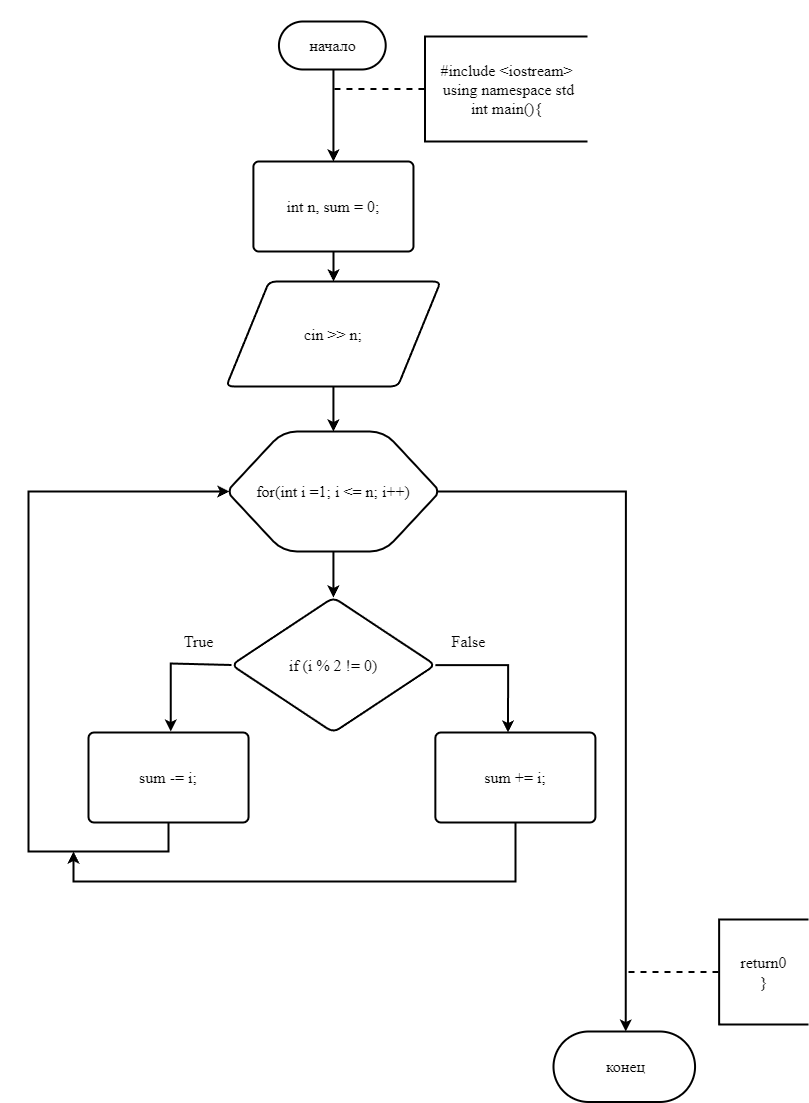 начало
#include <iostream>
using namespace std
int main(){
int n, sum = 0;
cin >> n;
for(int i =1; i <= n; i++)
True
False
if (i % 2 != 0)
sum -= i;
sum += i;
return0
}
конец